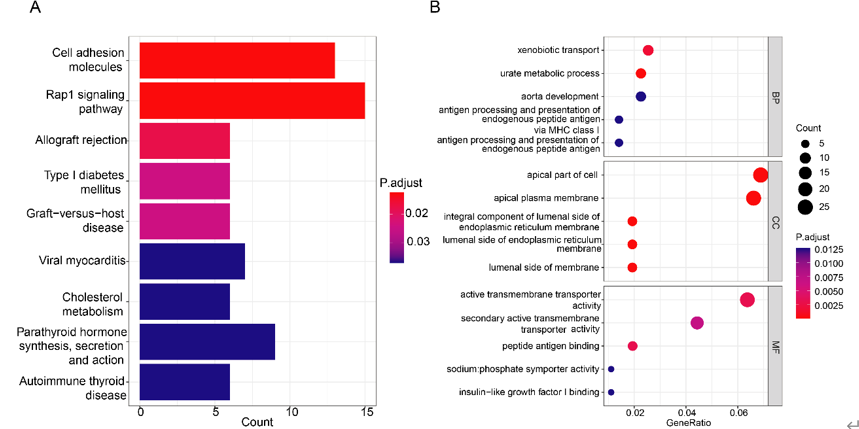 A
Cell adhesion
molecules
Rap1 signaling
pathway
Allograft rejection
Type I diabetes
mellitus
Graft−versus−host
disease
Viral myocarditis
Cholesterol
metabolism
Parathyroid hormone
synthesis, secretion
and action
Autoimmune thyroid
disease
0 5 10 15
Count
P.adjust
0.02
0.03
B
xenobiotic transport
urate metabolic process
aorta development
antigen processing and presentation of
endogenous peptide antigen
via MHC class I
antigen processing and presentation of
endogenous peptide antigen
BP
apical part of cell
apical plasma membrane
integral component of lumenal side of
endoplasmic reticulum membrane
lumenal side of endoplasmic reticulum
membrane
lumenal side of membrane
CC
active transmembrane transporter
activity
secondary active transmembrane
transporter activity
peptide antigen binding
sodium:phosphate symporter activity
insulin−like growth factor I binding
MF
0.02 0.04 0.06
GeneRatio
Count
5
10
15
20
25
P.adjust
0.0125
0.0100
0.0075
0.0050
0.0025